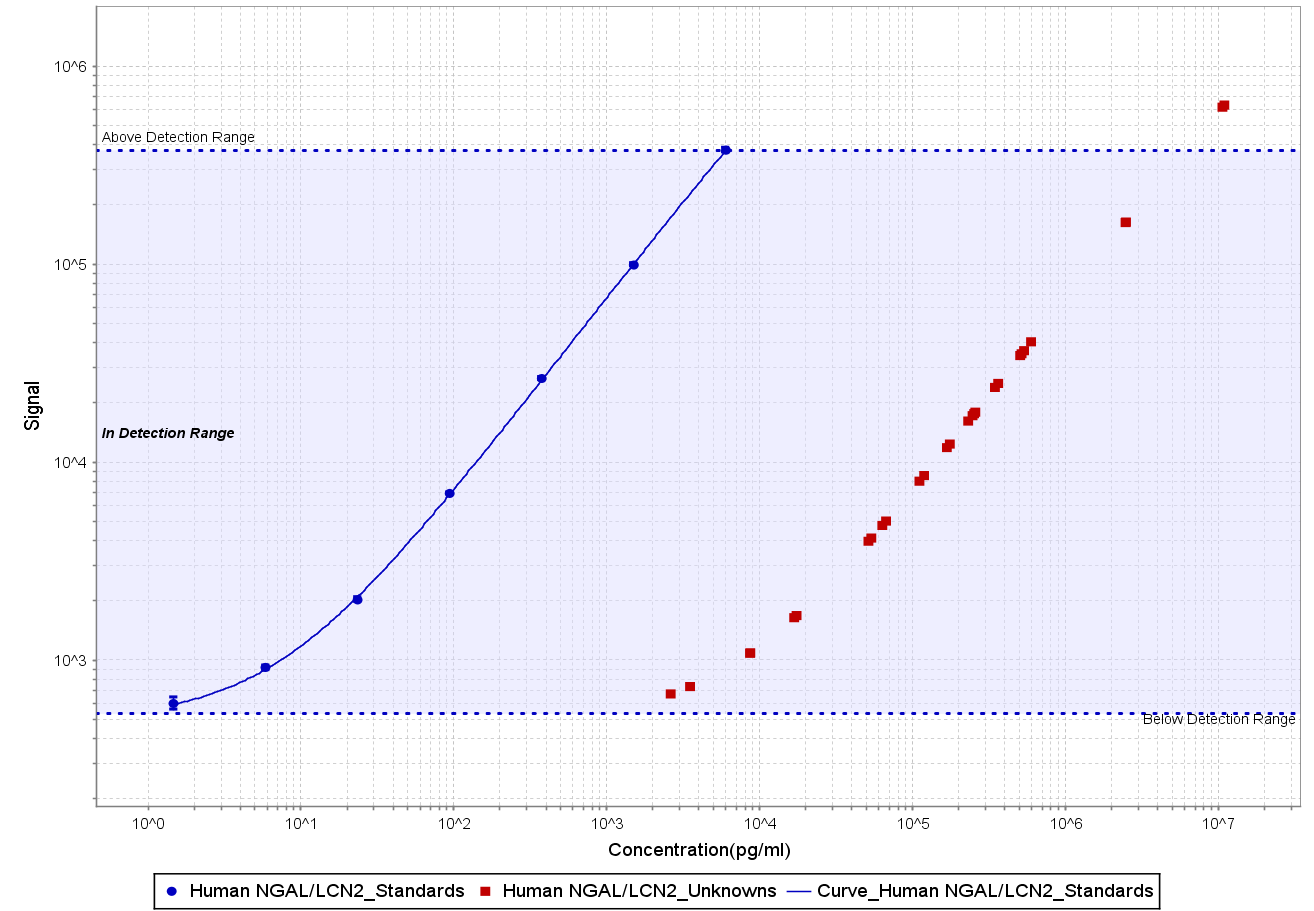 10^6
Above Detection Range
10^5
Signal
In Detection Range
10^4
10^3
Below Detection Range
10^0 10^1 10^2 10^3 10^4 10^5 10^6 10^7
Concentration(pg/ml)
Human NGAL/LCN2_Standards Human NGAL/LCN2_Unknowns Curve_Human NGAL/LCN2_Standards